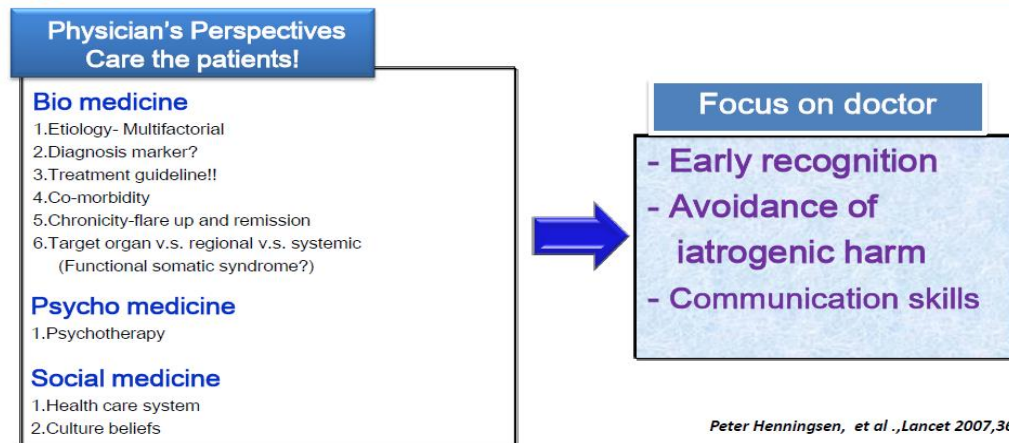 Physician's Perspectives
Care the patients!
Bio medicine
1.Etiology- Multifactorial
2.Diagnosis marker?
3.Treatment guideline!!
4.Co-morbidity
5.Chronicity-flare up and remission
6.Target organ v.s. regional v.s. systemic
(Functional somatic syndrome?)
Psycho medicine
1.Psychotherapy
Social medicine
1.Health care system
2.Culture beliefs
Focus on doctor
- Early recognition
- Avoidance of
iatrogenic harm
- Communication skills
Peter Henningsen, et al .,Lancet 2007,36